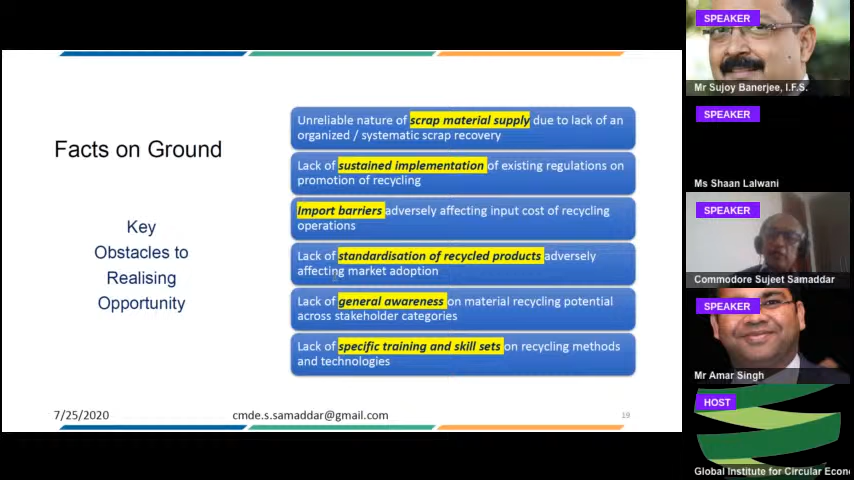 Facts on Ground
Key
Obstacles to
Realising
Opportunity
Unreliable nature of scrap material supply due to lack of an
organized / systematic scrap recovery
Lack of sustained implementation of existing regulations on
promotion of recycling
Import barriers adversely affecting input cost of recycling
operations
Lack of standardisation of recycled products adversely
affecting market adoption
Lack of general awareness on material recycling potential
across stakeholder categories
Lack of specific training and skill sets on recycling methods
and technologies
7/25/2020
cmde.s.samaddar@gmail.com
19
SPEAKER
Mr Sujoy Banerjee, I.F.S.
SPEAKER
Ms Shaan Lalwani
SPEAKER
Commodore Sujeet Samaddar
SPEAKER
Mr Amar Singh
HOST
Global Institute for Circular Econ